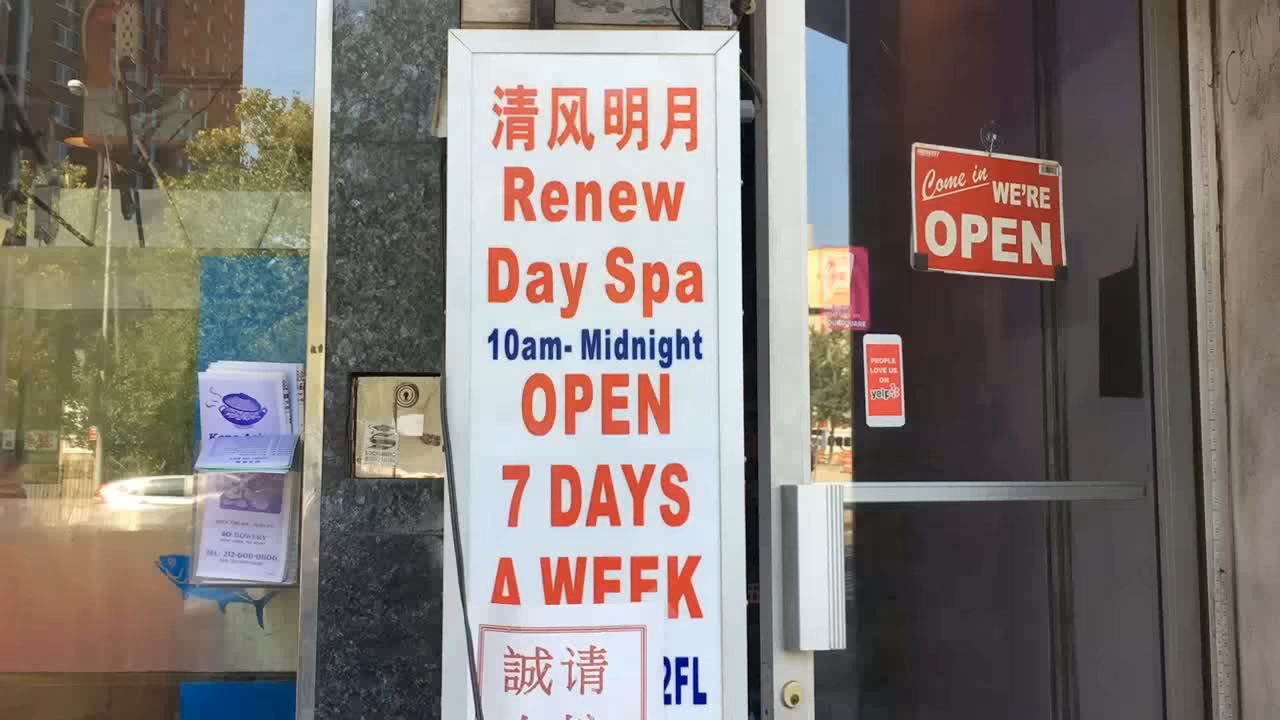 清风明月
Renew
Day Spa
10am- Midnight
OPEN
7 DAYS
A WEEK
2FL
誠请
Come in
WE'RE
OPEN
PEOPLE
LOVE US
ON
yelp
40 BOWERY